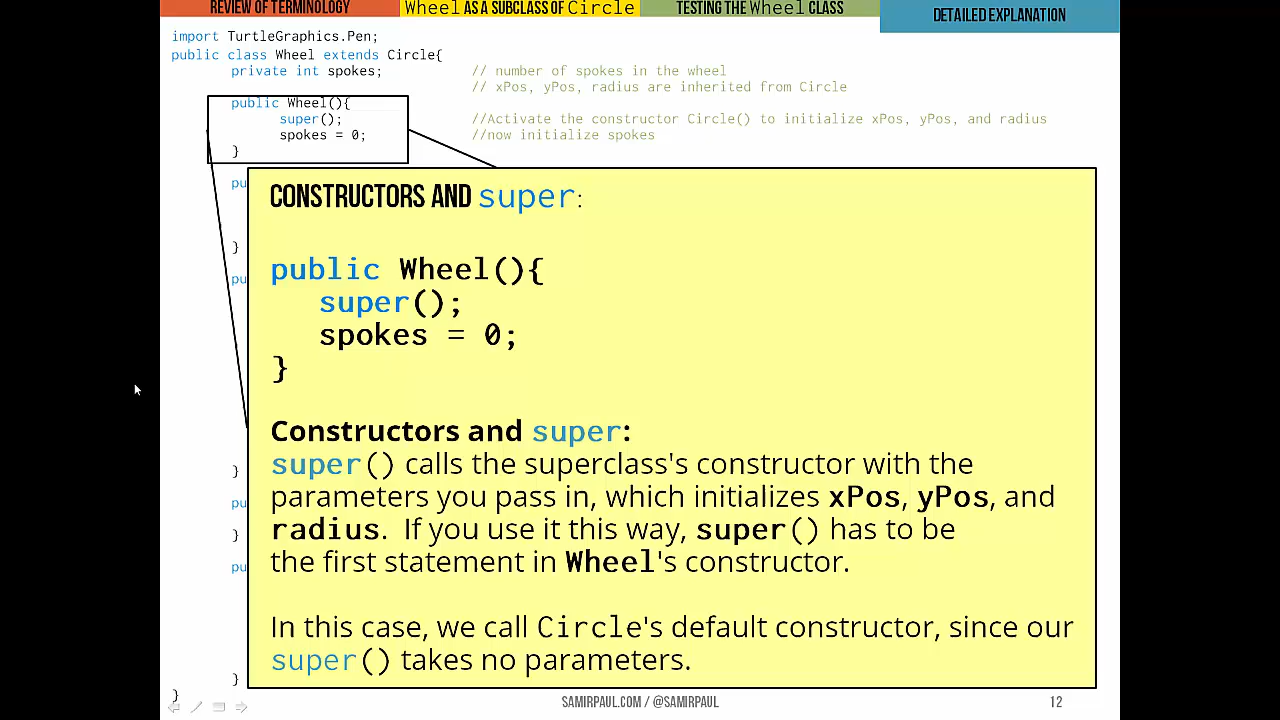 REVIEW OF TERMINOLOGY
Wheel AS A SUBCLASS OF Circle
TESTING THE Wheel CLASS
DETAILED EXPLANATION
import TurtleGraphics.Pen;
public class Wheel extends Circle{
private int spokes; // number of spokes in the wheel
// xPos, yPos, radius are inherited from Circle
public Wheel(){
super(); //Activate the constructor Circle() to initialize xPos, yPos, and radius
spokes = 0; //now initialize spokes
}
pu
}
pu
}
pu
}
pu
}
}
CONSTRUCTORS AND super:
public Wheel(){
super();
spokes = 0;
}
Constructors and super:
super() calls the superclass's constructor with the
parameters you pass in, which initializes xPos, yPos, and
radius. If you use it this way, super() has to be
the first statement in Wheel's constructor.
In this case, we call Circle's default constructor, since our
super() takes no parameters.
SAMIRPAUL.COM / @SAMIRPAUL
12